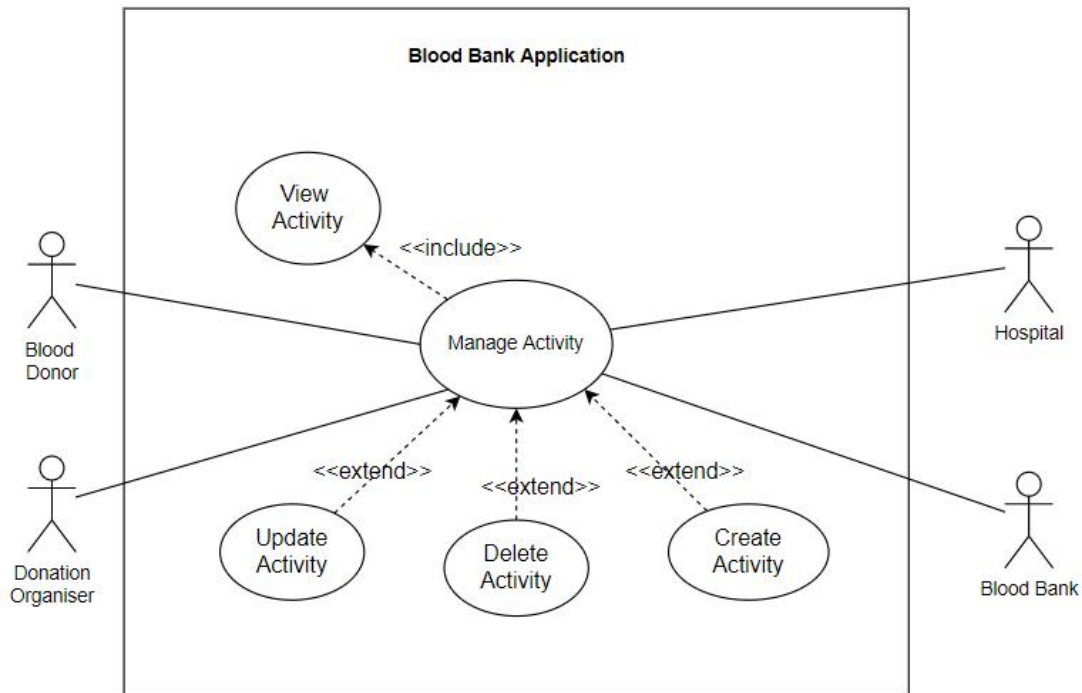 Blood Bank Application
View
Activity
<<include>>
Manage Activity
Blood
Donor
Hospital
<<extend>>
<<extend>>
<<extend>>
Update
Activity
Delete
Activity
Create
Activity
Donation
Organiser
Blood Bank